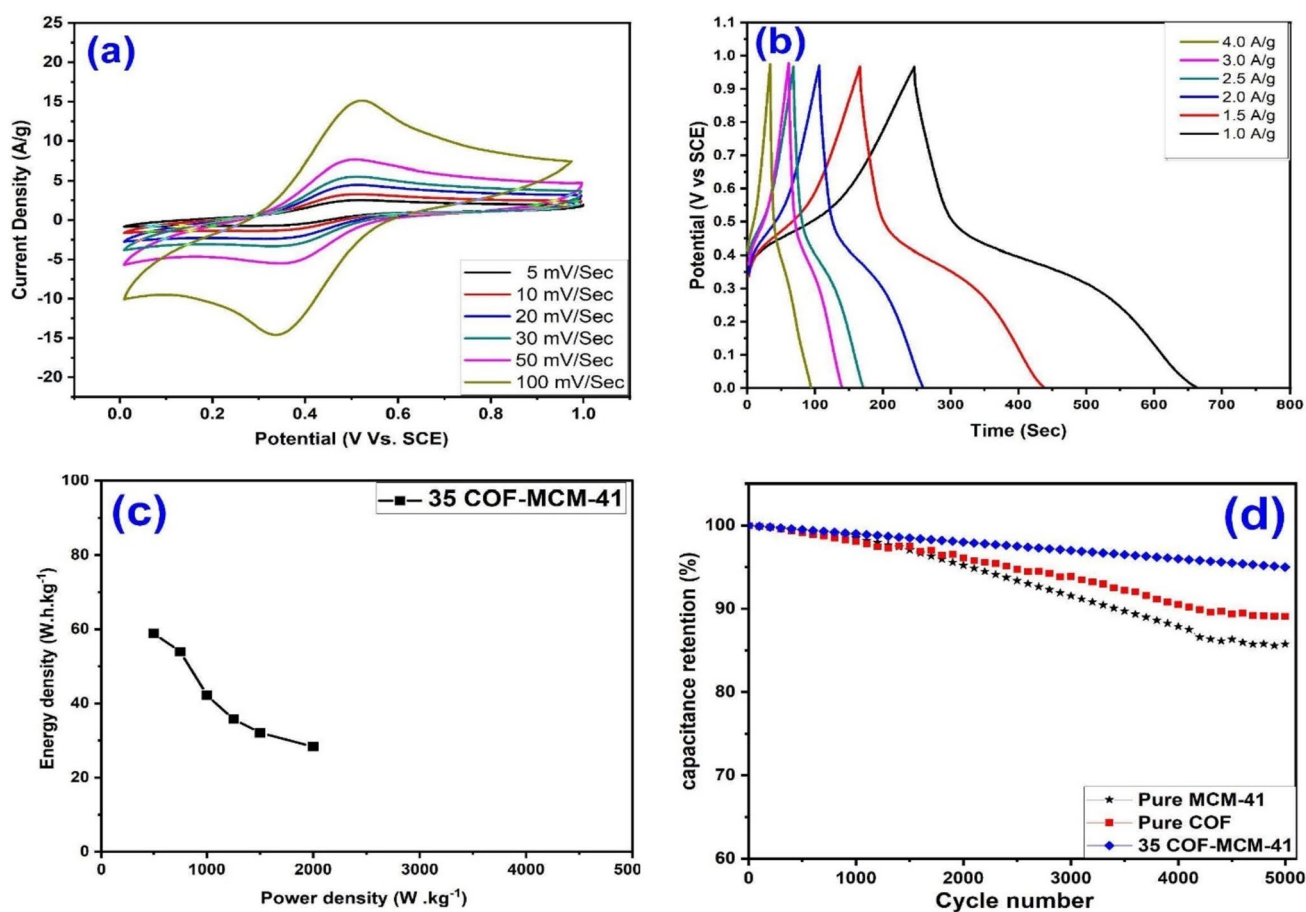 (a)
25
20
15
10
5
0
-5
-10
-15
-20
Current Density (A/g)
5 mV/Sec
10 mV/Sec
20 mV/Sec
30 mV/Sec
50 mV/Sec
100 mV/Sec
0.0 0.2 0.4 0.6 0.8 1.0
Potential (V Vs. SCE)
(b)
1.1
1.0
0.9
0.8
0.7
0.6
0.5
0.4
0.3
0.2
0.1
0.0
Potential (V vs SCE)
4.0 A/g
3.0 A/g
2.5 A/g
2.0 A/g
1.5 A/g
1.0 A/g
0 100 200 300 400 500 600 700 800
Time (Sec)
(c)
35 COF-MCM-41
100
80
60
40
20
0
Energy density (W.h.kg-1)
0 1000 2000 3000 4000 500
Power density (W .kg-1)
(d)
100
90
80
70
60
capacitance retention (%)
Pure MCM-41
Pure COF
35 COF-MCM-41
0 1000 2000 3000 4000 5000
Cycle number